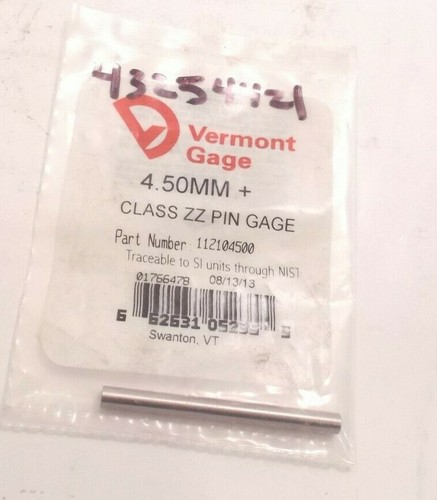 43254121
Vermont
Gage
4.50MM +
CLASS ZZ PIN GAGE
Part Number 112104500
Traceable to SI units through NIST
01766478 08/13/13
Swanton, VT